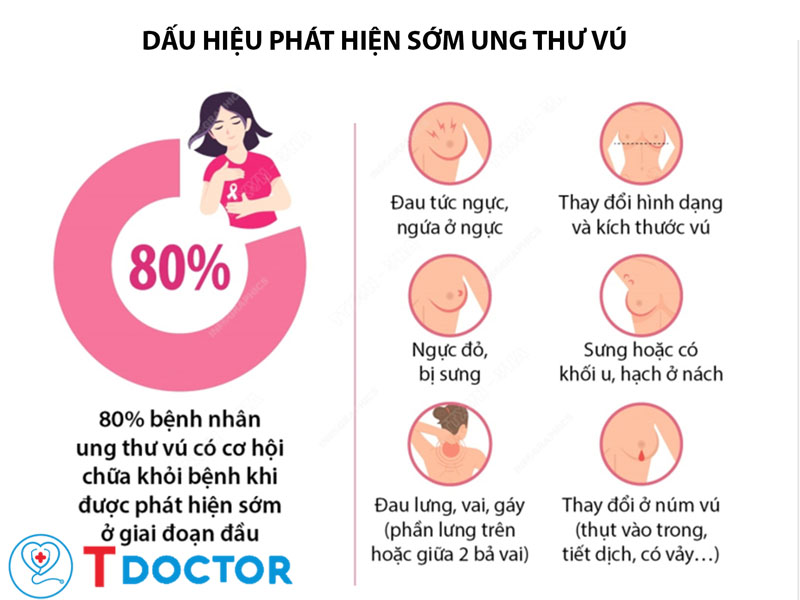 DẤU HIỆU PHÁT HIỆN SỚM UNG THƯ VÚ
80%
80% bệnh nhân
ung thư vú có cơ hội
chữa khỏi bệnh khi
được phát hiện sớm
ở giai đoạn đầu
TDOCTOR
Đau tức ngực,
ngứa ở ngực
Thay đổi hình dạng
và kích thước vú
Ngực đỏ,
bị sưng
Sưng hoặc có
khối u, hạch ở nách
Đau lưng, vai, gáy
(phần lưng trên
hoặc giữa 2 bả vai)
Thay đổi ở núm vú
(thụt vào trong,
tiết dịch, có vảy...)